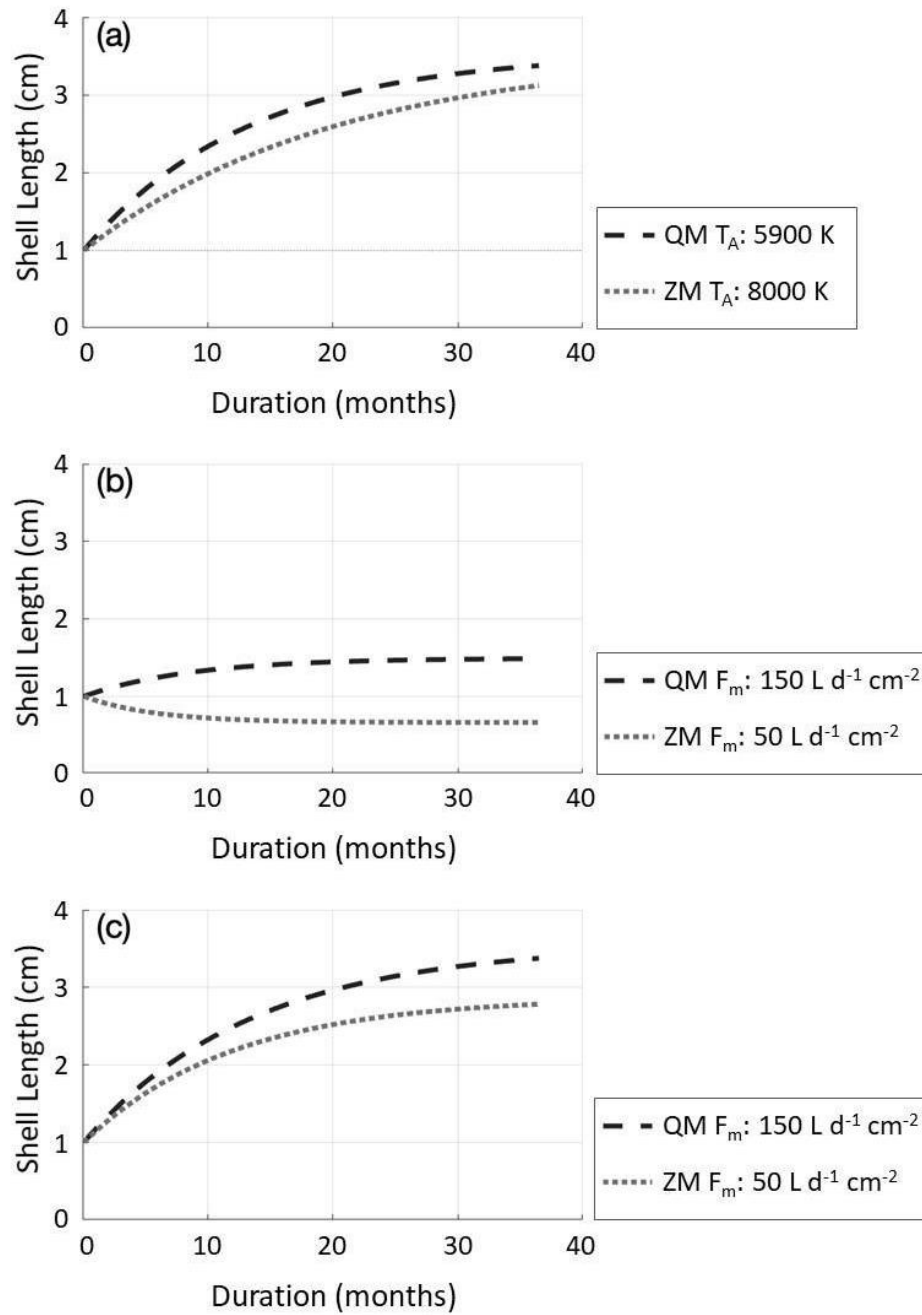 (a)
4
3
2
1
0
Shell Length (cm)
0 10 20 30 40
Duration (months)
QM T_A: 5900 K
ZM T_A: 8000 K
(b)
4
3
2
1
0
Shell Length (cm)
0 10 20 30 40
Duration (months)
QM F_m: 150 L d⁻¹ cm⁻²
ZM F_m: 50 L d⁻¹ cm⁻²
(c)
4
3
2
1
0
Shell Length (cm)
0 10 20 30 40
Duration (months)
QM F_m: 150 L d⁻¹ cm⁻²
ZM F_m: 50 L d⁻¹ cm⁻²